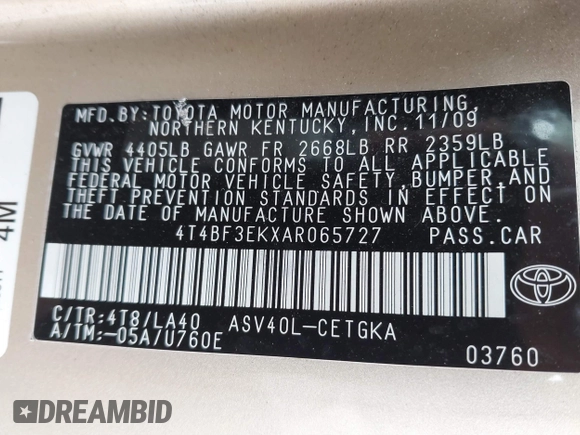 MFD.BY:TOYOTA MOTOR MANUFACTURING,
NORTHERN KENTUCKY,INC.11/09
GVWR 4405LB GAWR FR 2668LB RR 2359LB
THIS VEHICLE CONFORMS TO ALL APPLICABLE
FEDERAL MOTOR VEHICLE SAFETY,BUMPER,AND
THEFT PREVENTION STANDARDS IN EFFECT ON
THE DATE OF MANUFACTURE SHOWN ABOVE.
4T4BF3EKXAR065727 PASS.CAR
C/TR:4T8/LA40 ASV40L-CETGKA
A/TM:-05A/U760E
03760
4M
DREAMBID